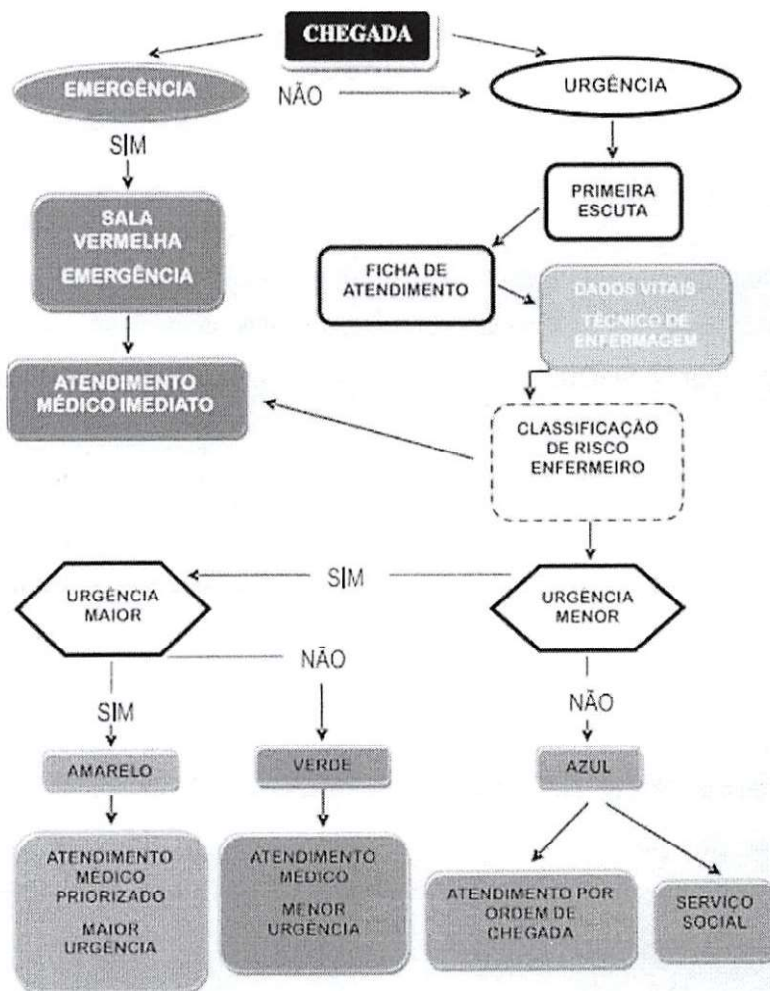 CHEGADA
EMERGÊNCIA
NÃO
URGÊNCIA
SIM
PRIMEIRA
ESCUTA
SALA
VERMELHA
EMERGÊNCIA
FICHA DE
ATENDIMENTO
DADOS VITAIS
TÉCNICO DE
ENFERMAGEM
ATENDIMENTO
MÉDICO IMEDIATO
CLASSIFICAÇÃO
DE RISCO
ENFERMEIRO
SIM
URGÊNCIA
MAIOR
URGÊNCIA
MENOR
NÃO
SIM
NÃO
AMARELO
VERDE
AZUL
ATENDIMENTO
MÉDICO
PRIORIZADO
MAIOR
URGÊNCIA
ATENDIMENTO
MÉDICO
MENOR
URGÊNCIA
ATENDIMENTO POR
ORDEM DE
CHEGADA
SERVIÇO
SOCIAL